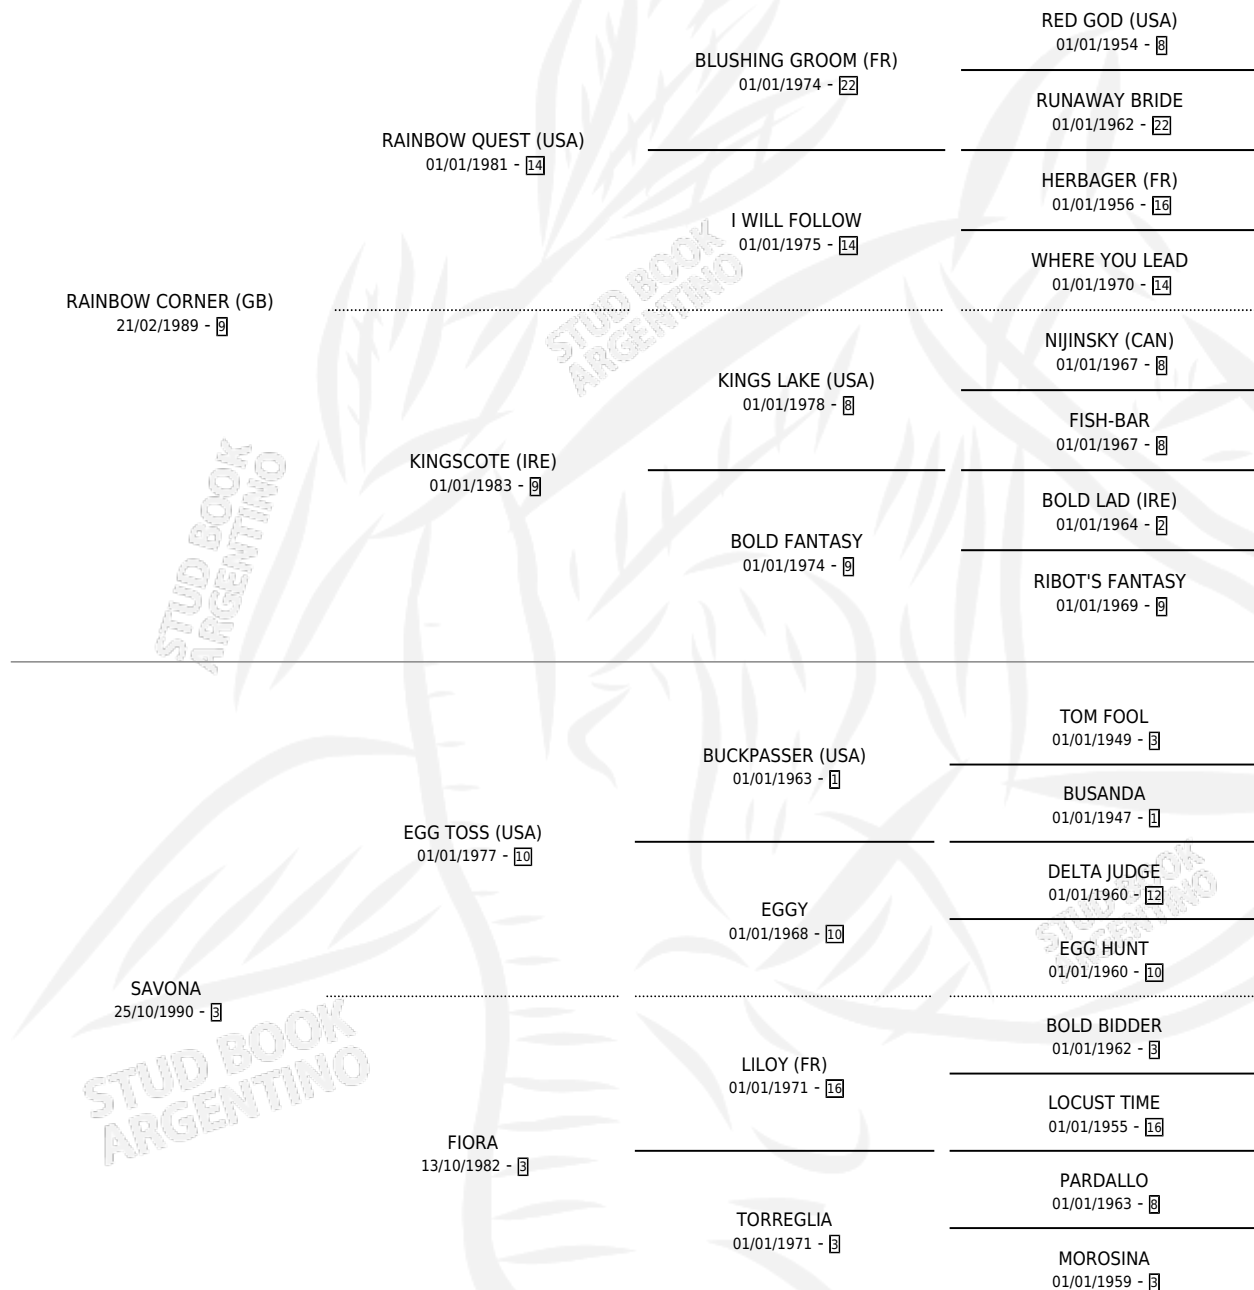 RED GOD (USA)
01/01/1954 - 8
BLUSHING GROOM (FR)
01/01/1974 - 22
RUNAWAY BRIDE
01/01/1962 - 22
RAINBOW QUEST (USA)
01/01/1981 - 14
HERBAGER (FR)
01/01/1956 - 16
I WILL FOLLOW
01/01/1975 - 14
WHERE YOU LEAD
01/01/1970 - 14
RAINBOW CORNER (GB)
21/02/1989 - 9
NIJINSKY (CAN)
01/01/1967 - 8
KINGS LAKE (USA)
01/01/1978 - 8
FISH-BAR
01/01/1967 - 8
KINGSCOTE (IRE)
01/01/1983 - 9
BOLD LAD (IRE)
01/01/1964 - 2
BOLD FANTASY
01/01/1974 - 9
RIBOT'S FANTASY
01/01/1969 - 9
TOM FOOL
01/01/1949 - 3
BUCKPASSER (USA)
01/01/1963 - 1
BUSANDA
01/01/1947 - 1
EGG TOSS (USA)
01/01/1977 - 10
DELTA JUDGE
01/01/1960 - 12
EGGY
01/01/1968 - 10
EGG HUNT
01/01/1960 - 10
SAVONA
25/10/1990 - 3
BOLD BIDDER
01/01/1962 - 3
LILOY (FR)
01/01/1971 - 16
LOCUST TIME
01/01/1955 - 16
FIORA
13/10/1982 - 3
PARDALLO
01/01/1963 - 8
TORREGLIA
01/01/1971 - 3
MOROSINA
01/01/1959 - 3
STUD BOOK
ARGENTINO
STUD BOOK
ARGENTINO
STUD BOOK
ARGENTINO
STUD BOOK
ARGENTINO